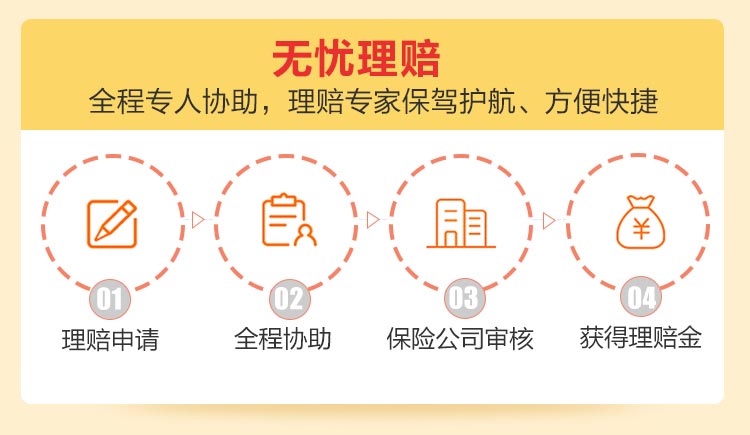 无忧理赔
全程专人协助，理赔专家保驾护航、方便快捷
¥
01 02 03 04
理赔申请 全程协助 保险公司审核 获得理赔金